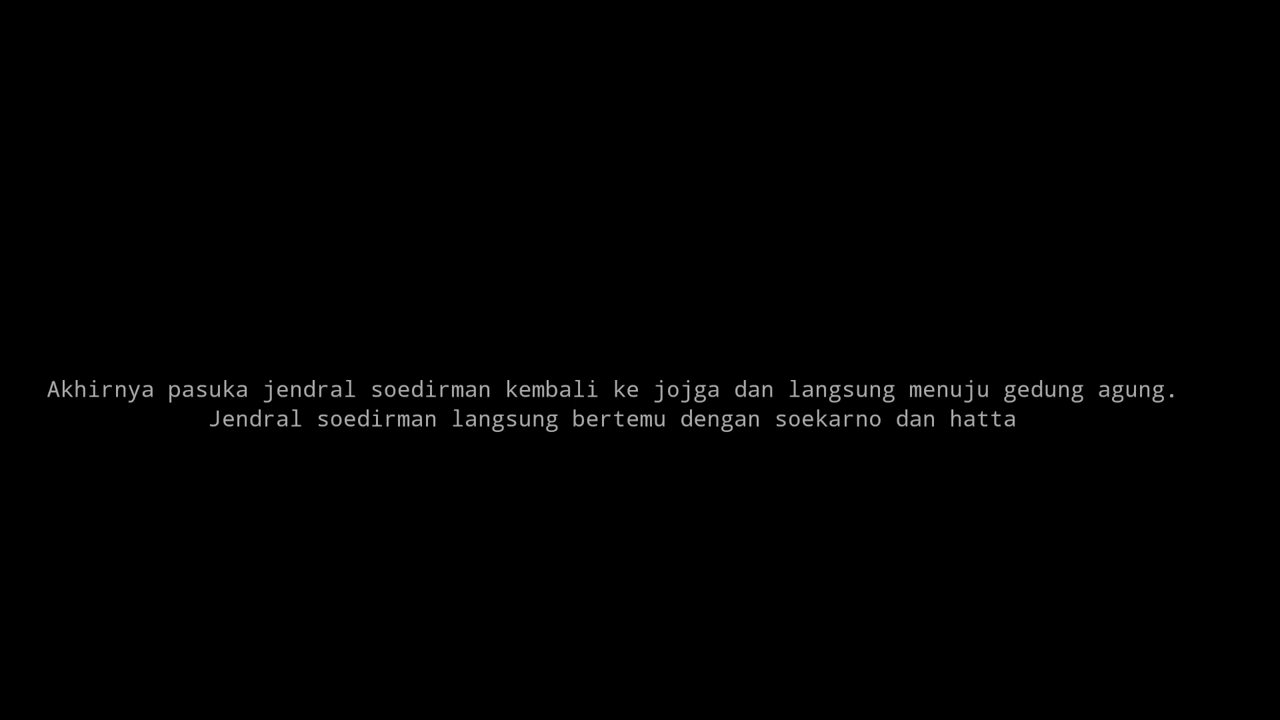 Akhirnya pasuka jendral soedirman kembali ke jojga dan langsung menuju gedung agung.
Jendral soedirman langsung bertemu dengan soekarno dan hatta